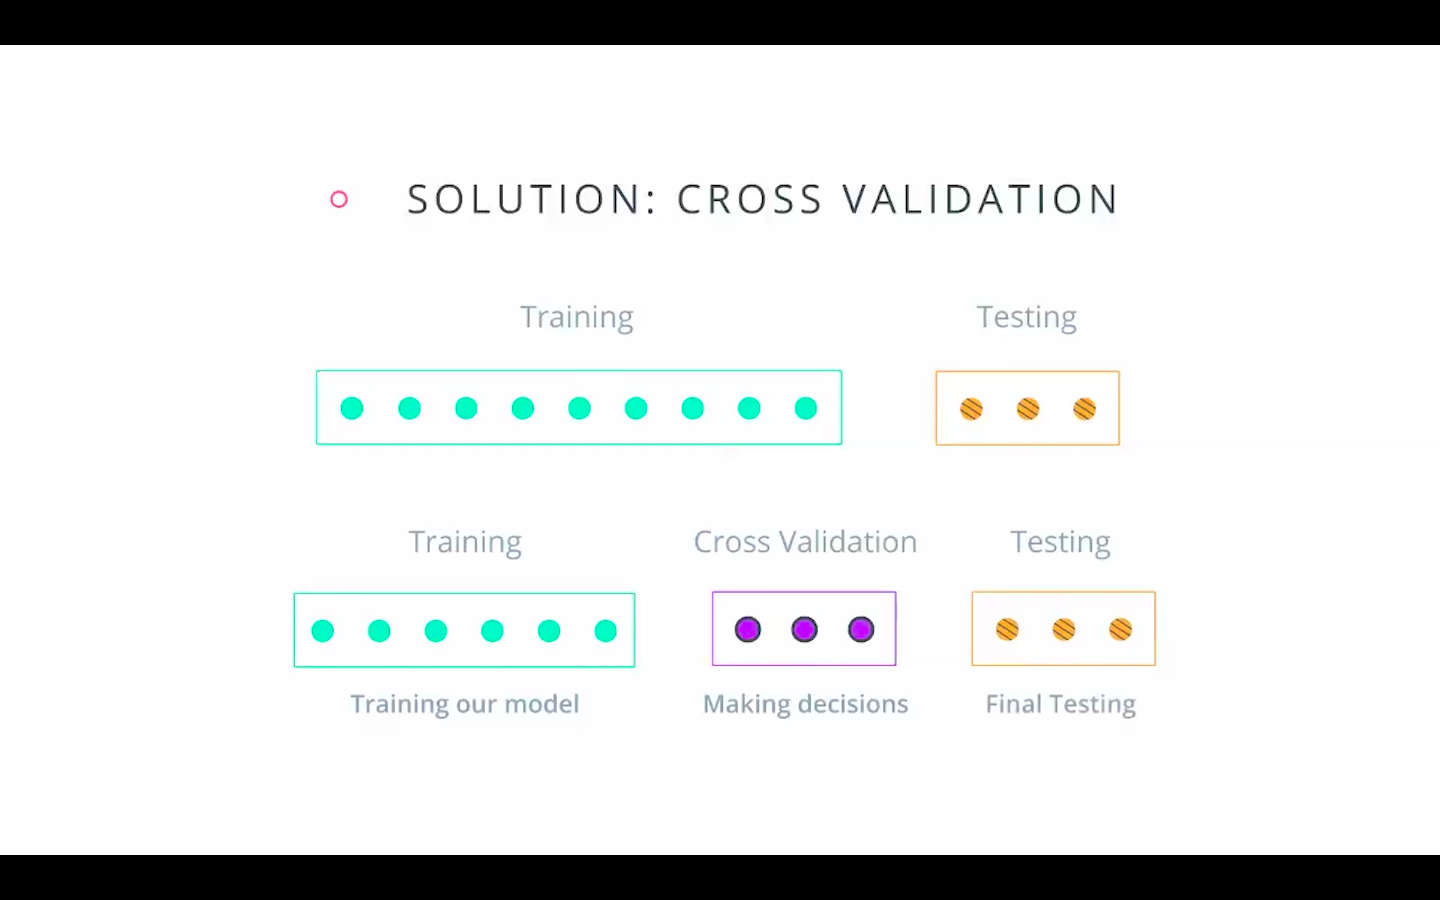 SOLUTION: CROSS VALIDATION
Training Testing
Training Cross Validation Testing
Training our model Making decisions Final Testing